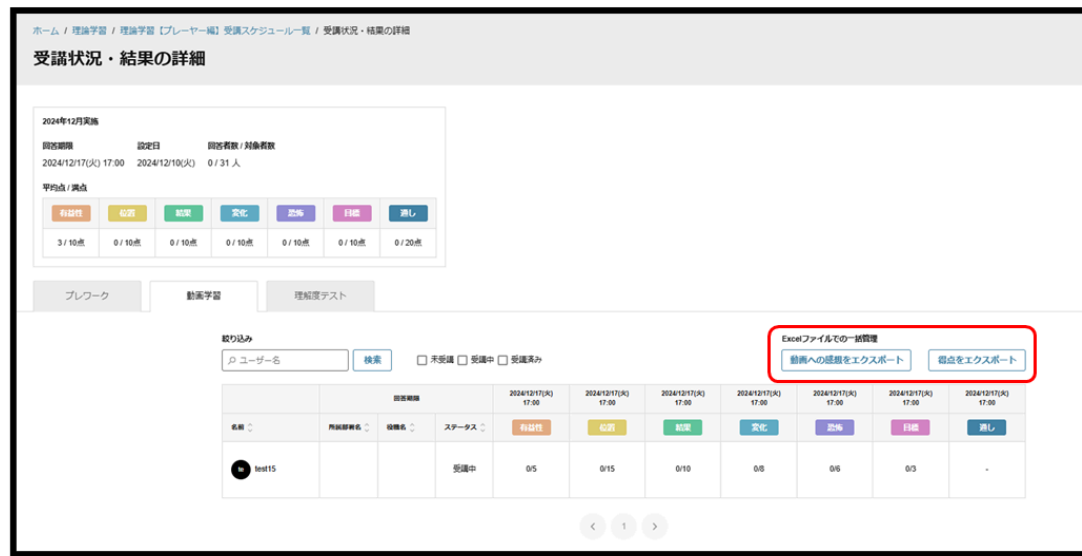 ホーム / 理論学習 / 理論学習【プレーヤー編】受講スケジュール一覧 / 受講状況・結果の詳細
受講状況・結果の詳細
2024年12月実施
回答期限 設定日 回答者数 / 対象者数
2024/12/17(火) 17:00 2024/12/10(火) 0 / 31 人
平均点 / 満点
有益性 位置 結果 変化 恐怖 目標 通し
3 / 10点 0 / 10点 0 / 10点 0 / 10点 0 / 10点 0 / 10点 0 / 20点
プレワーク 動画学習 理解度テスト
絞り込み Excelファイルでの一括管理
ユーザー名 検索 未受講 受講中 受講済み 動画への感想をエクスポート 得点をエクスポート
回答期限 2024/12/17(火) 2024/12/17(火) 2024/12/17(火) 2024/12/17(火) 2024/12/17(火) 2024/12/17(火) 2024/12/17(火)
17:00 17:00 17:00 17:00 17:00 17:00 17:00
名前 所属部署名 役職名 ステータス 有益性 位置 結果 変化 恐怖 目標 通し
test15 受講中 0/5 0/15 0/10 0/8 0/6 0/3 -
1